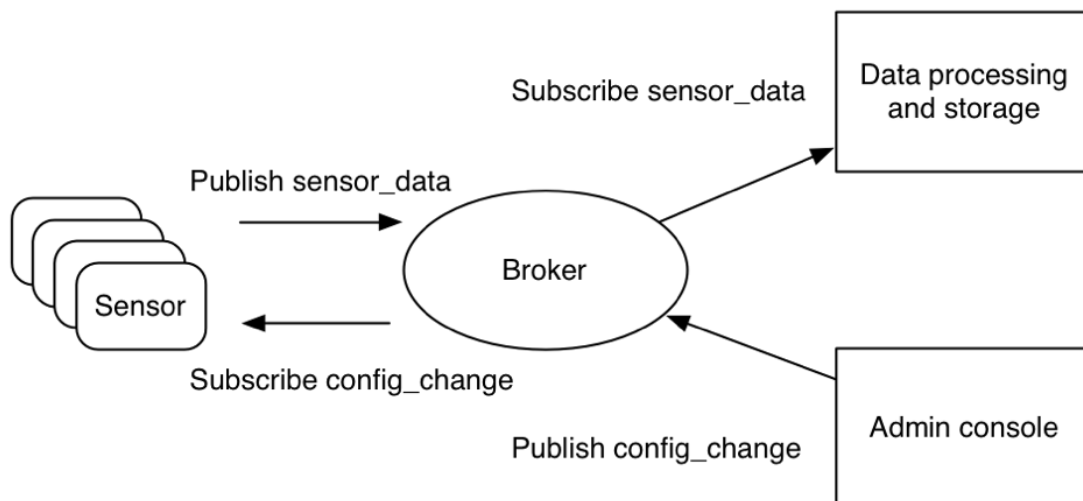 Data processing
and storage
Subscribe sensor_data
Publish sensor_data
Broker
Sensor
Subscribe config_change
Admin console
Publish config_change